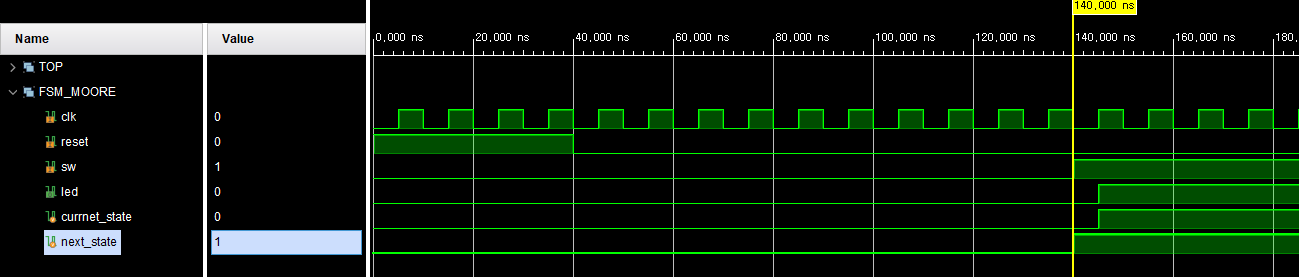 140,000 ns
Name Value
0,000 ns 20,000 ns 40,000 ns 60,000 ns 80,000 ns 100,000 ns 120,000 ns 140,000 ns 160,000 ns 180,
TOP
FSM_MOORE
clk 0
reset 0
sw 1
led 0
currnet_state 0
next_state 1